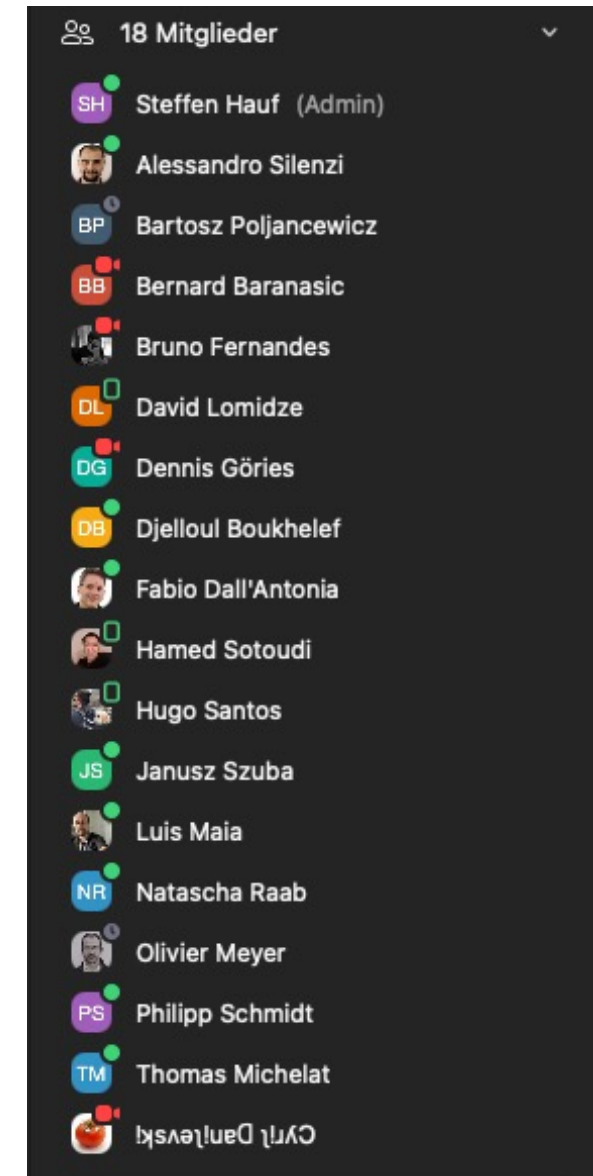 18 Mitglieder
SH Steffen Hauf (Admin)
Alessandro Silenzi
BP Bartosz Poljancewicz
BB Bernard Baranasic
Bruno Fernandes
DL David Lomidze
DG Dennis Göries
DB Djelloul Boukhelef
Fabio Dall'Antonia
Hamed Sotoudi
Hugo Santos
JS Janusz Szuba
Luis Maia
NR Natascha Raab
Olivier Meyer
PS Philipp Schmidt
TM Thomas Michelat
ᴉʞsʌǝꞁᴉuɐᗡ ꞁᴉɹʎƆ